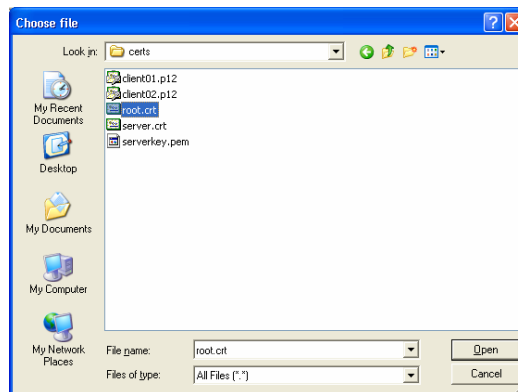 Choose file
Look in:
certs
client01.p12
client02.p12
root.crt
server.crt
serverkey.pem
My Recent
Documents
Desktop
My Documents
My Computer
My Network
Places
File name:
root.crt
Open
Files of type:
All Files (*.*)
Cancel